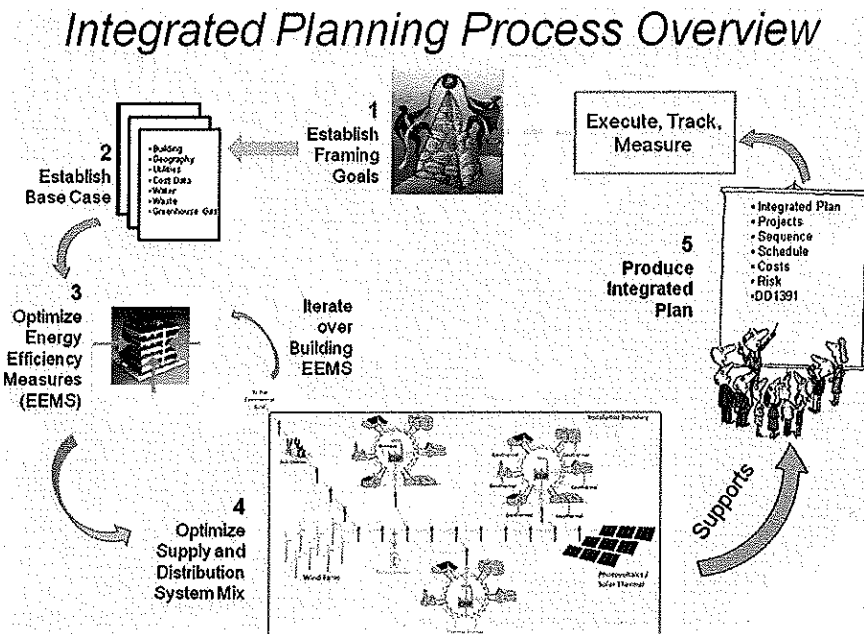 Integrated Planning Process Overview
1
Establish
Framing
Goals
2
Establish
Base Case
•Building
•Geography
•Utilities
•Cost Data
•Water
•Waste
•Greenhouse Gas
3
Optimize
Energy
Efficiency
Measures
(EEMS)
Iterate
over
Building
EEMS
4
Optimize
Supply and
Distribution
System Mix
Installation Boundary
Wind Farm
Photovoltaics /
Solar Thermal
Supports
5
Produce
Integrated
Plan
•Integrated Plan
•Projects
•Sequence
•Schedule
•Costs
•Risk
•DD1391
Execute, Track,
Measure